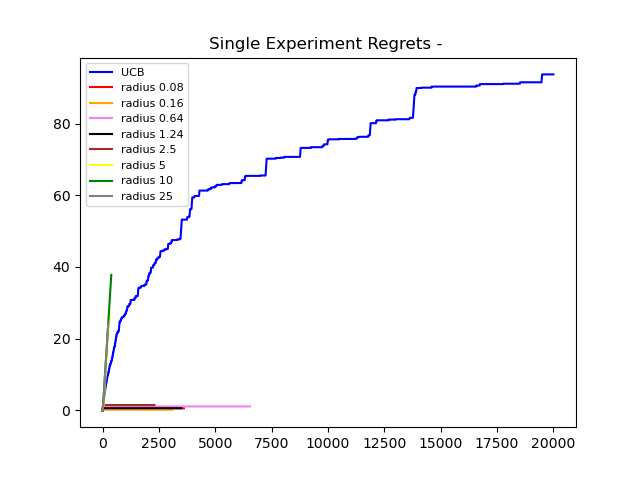 Single Experiment Regrets -
UCB
radius 0.08
radius 0.16
radius 0.64
radius 1.24
radius 2.5
radius 5
radius 10
radius 25
80
60
40
20
0
0 2500 5000 7500 10000 12500 15000 17500 20000